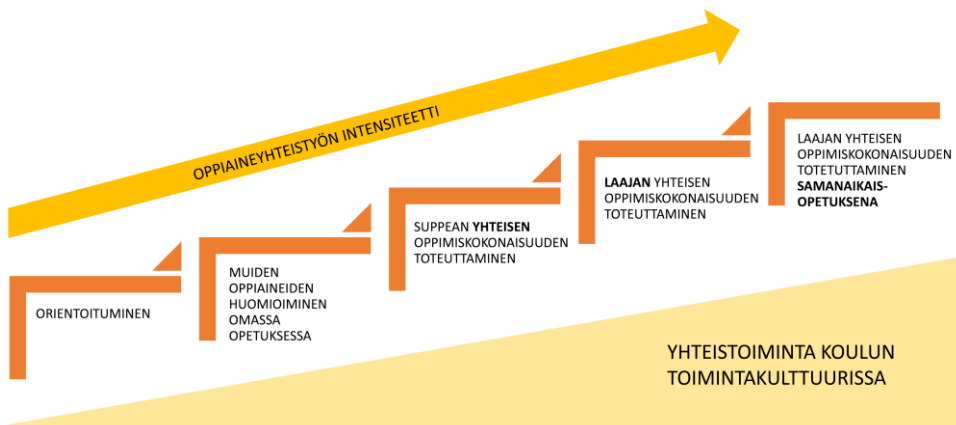 OPPIAINEYHTEISTYÖN INTENSITEETTI
ORIENTOITUMINEN
MUIDEN
OPPIAINEIDEN
HUOMIOIMINEN
OMASSA
OPETUKSESSA
SUPPEAN YHTEISEN
OPPIMISKOKONAISUUDEN
TOTEUTTAMINEN
LAAJAN YHTEISEN
OPPIMISKOKONAISUUDEN
TOTEUTTAMINEN
LAAJAN YHTEISEN
OPPIMISKOKONAISUUDEN
TOTETUTTAMINEN
SAMANAIKAIS-
OPETUKSENA
YHTEISTOIMINTA KOULUN
TOIMINTAKULTTUURISSA